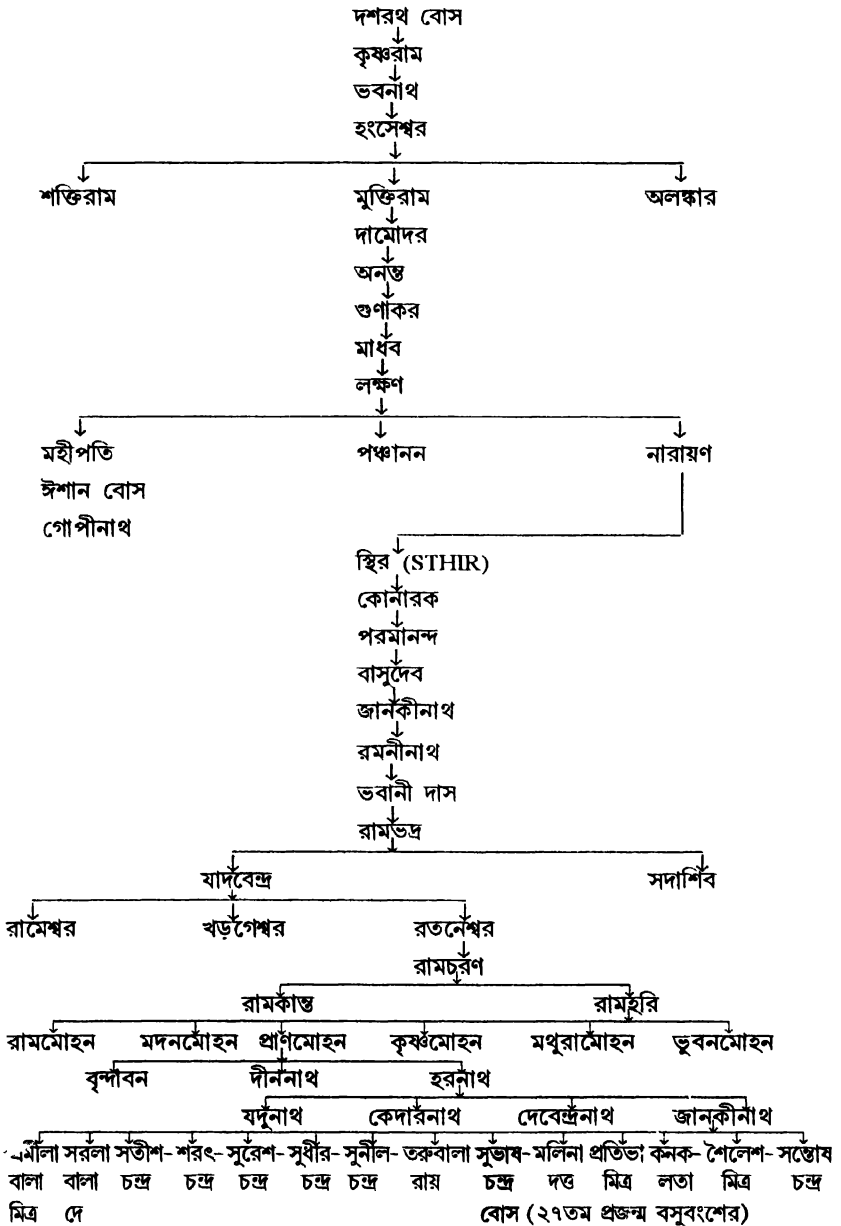 দশরথ বোস
কৃষ্ণরাম
ভবনাথ
হংসেশ্বর
শক্তিরাম মুক্তিরাম অলঙ্কার
দামোদর
অনন্ত
গুণাকর
মাধব
লক্ষণ
মহীপতি পঞ্চানন নারায়ণ
ঈশান বোস
গোপীনাথ
স্থির (STHIR)
কোনারক
পরমানন্দ
বাসুদেব
জানকীনাথ
রমনীনাথ
ভবানী দাস
রামভদ্র
যাদবেন্দ্র সদাশিব
রামেশ্বর খড়গেশ্বর রতনেশ্বর
রামচরণ
রামকান্ত রামহরি
রামমোহন মদনমোহন প্রাণমোহন কৃষ্ণমোহন মথুরামোহন ভুবনমোহন
বৃন্দাবন দীননাথ হরনাথ
যদুনাথ কেদারনাথ দেবেন্দ্রনাথ জানকীনাথ
সরলা সতীশ- শরৎ- সুরেশ- সুধীর- সুনীল- তরুবালা সুভাষ- মলিনা প্রতিভা কনক- শৈলেশ- সন্তোষ
বালা বালা চন্দ্র চন্দ্র চন্দ্র চন্দ্র চন্দ্র রায় চন্দ্র দত্ত মিত্র লতা মিত্র চন্দ্র
মিত্র দে বোস (২৭তম প্রজন্ম বসুবংশের)